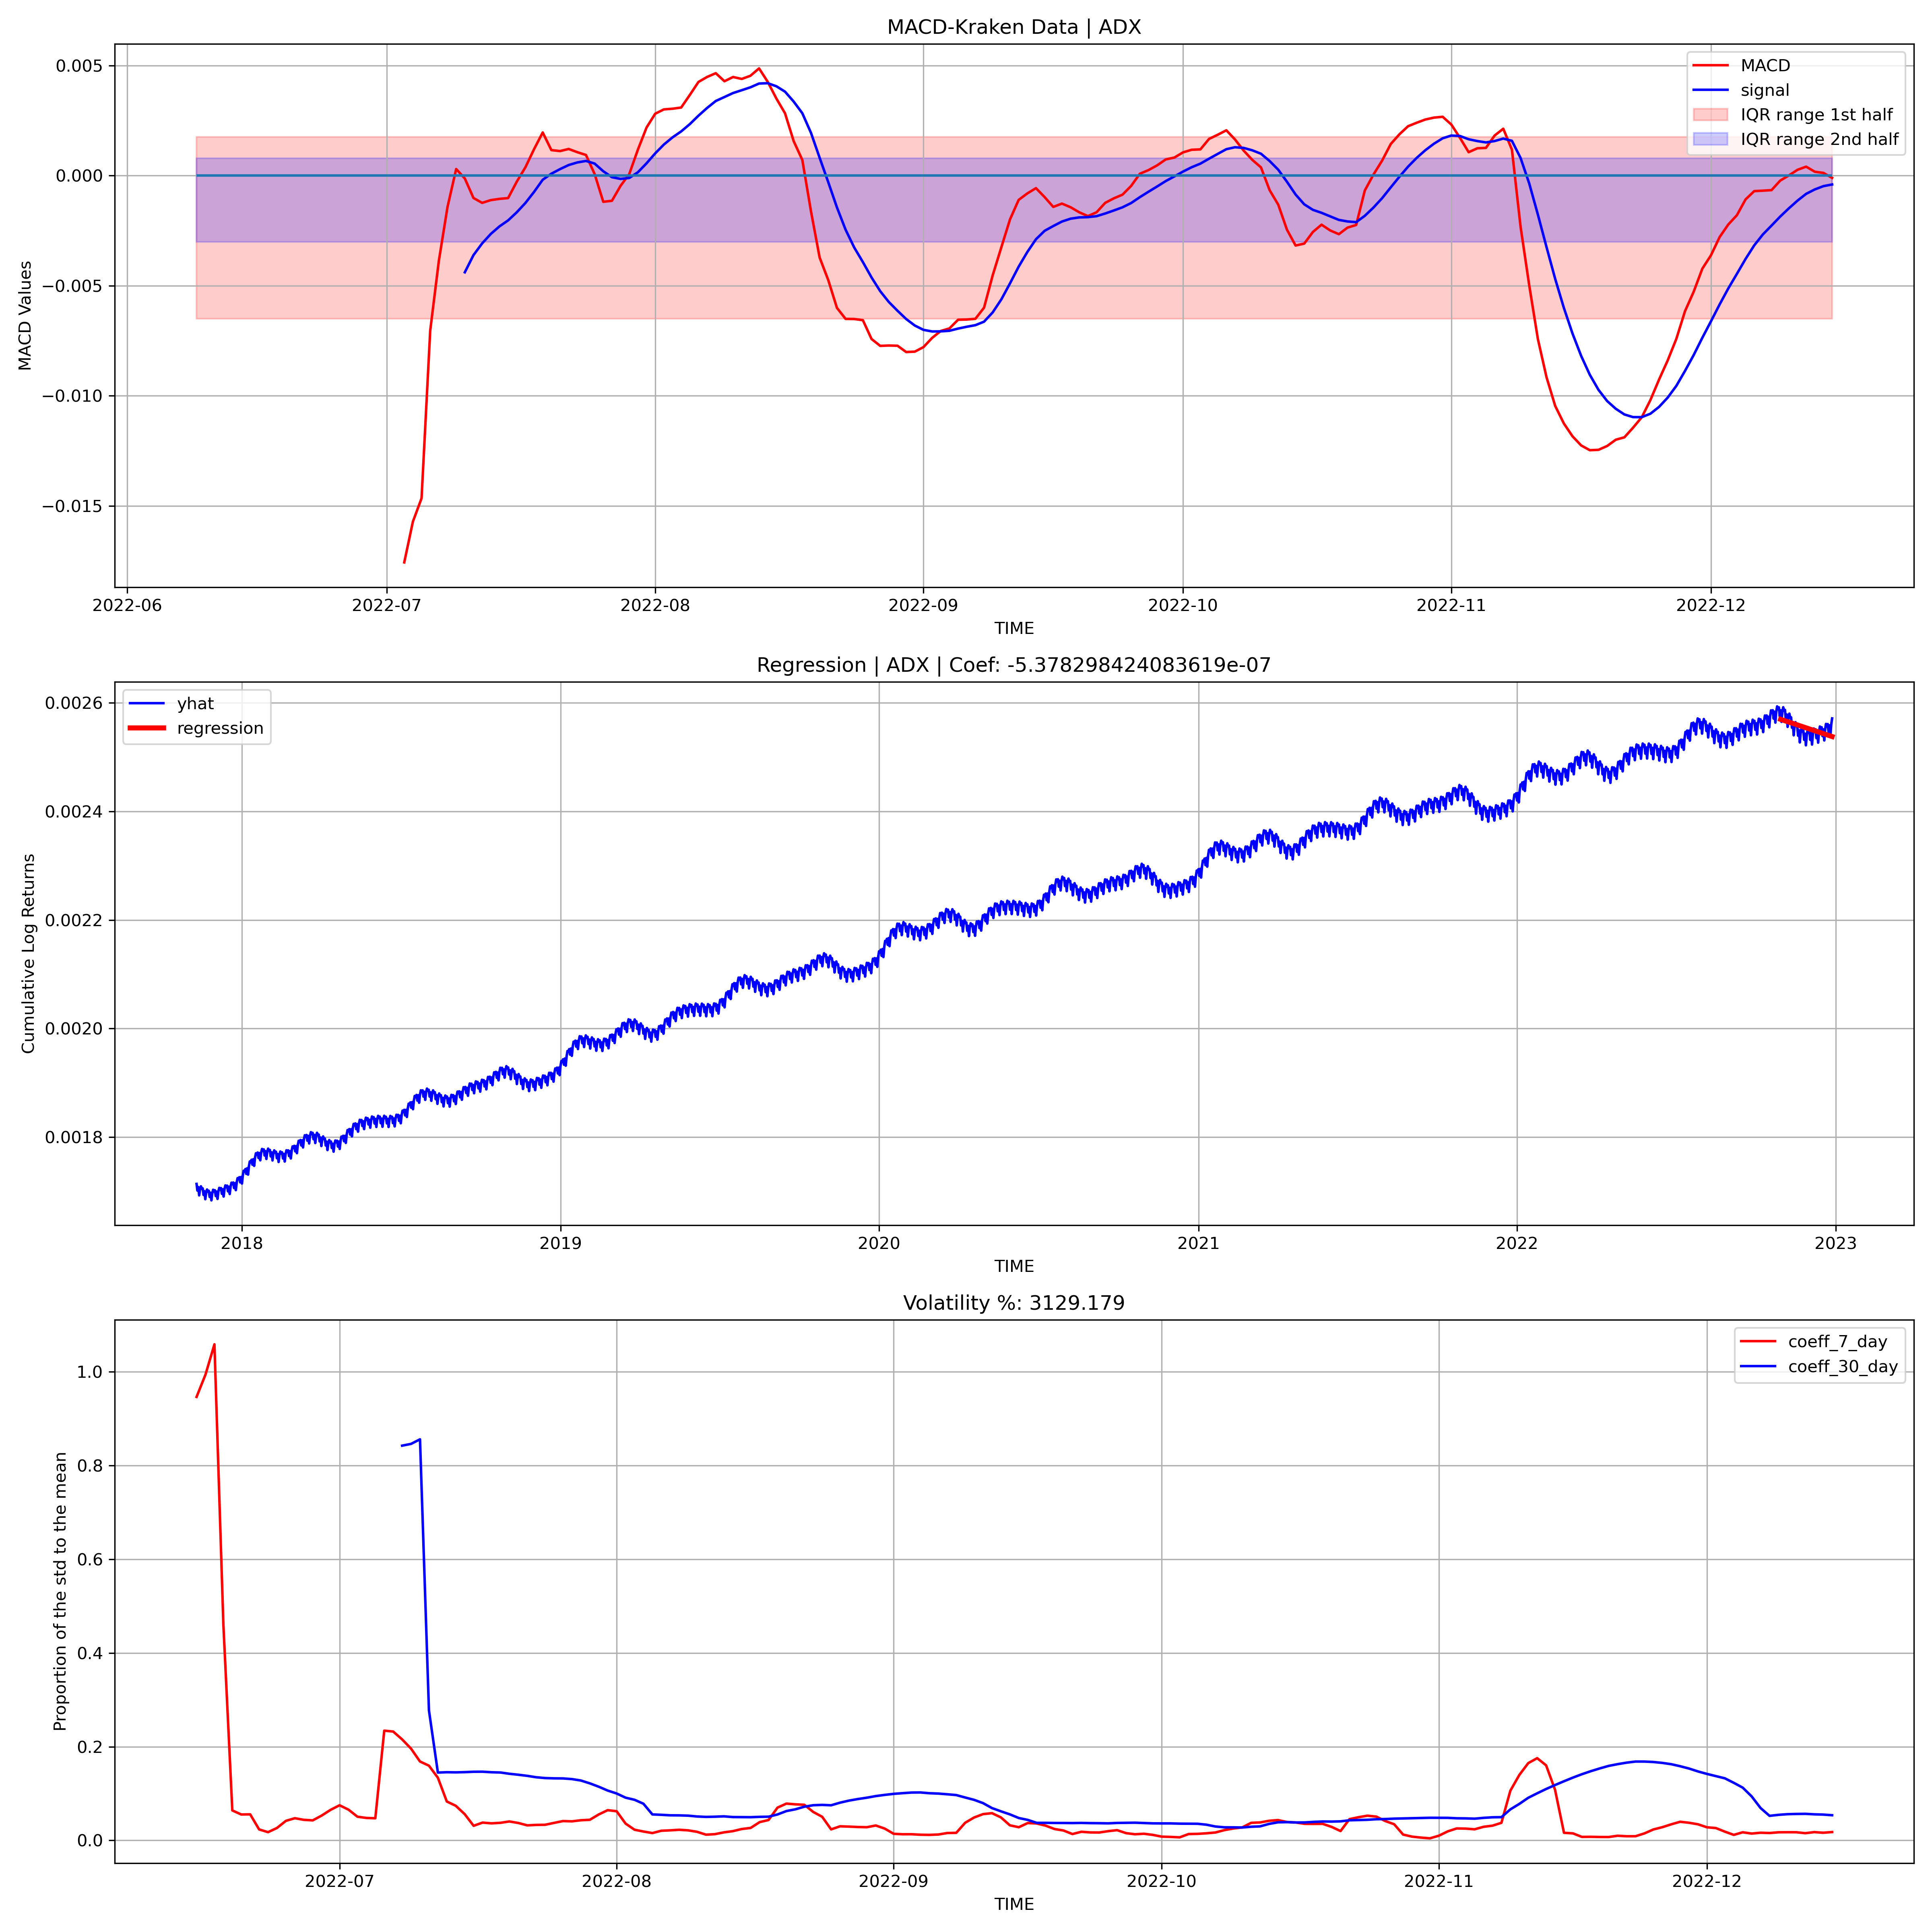 MACD-Kraken Data | ADX
MACD Values
0.005
0.000
−0.005
−0.010
−0.015
MACD
signal
IQR range 1st half
IQR range 2nd half
2022-06 2022-07 2022-08 2022-09 2022-10 2022-11 2022-12
TIME
Regression | ADX | Coef: -5.378298424083619e-07
Cumulative Log Returns
0.0026
0.0024
0.0022
0.0020
0.0018
yhat
regression
2018 2019 2020 2021 2022 2023
TIME
Volatility %: 3129.179
Proportion of the std to the mean
1.0
0.8
0.6
0.4
0.2
0.0
coeff_7_day
coeff_30_day
2022-07 2022-08 2022-09 2022-10 2022-11 2022-12
TIME